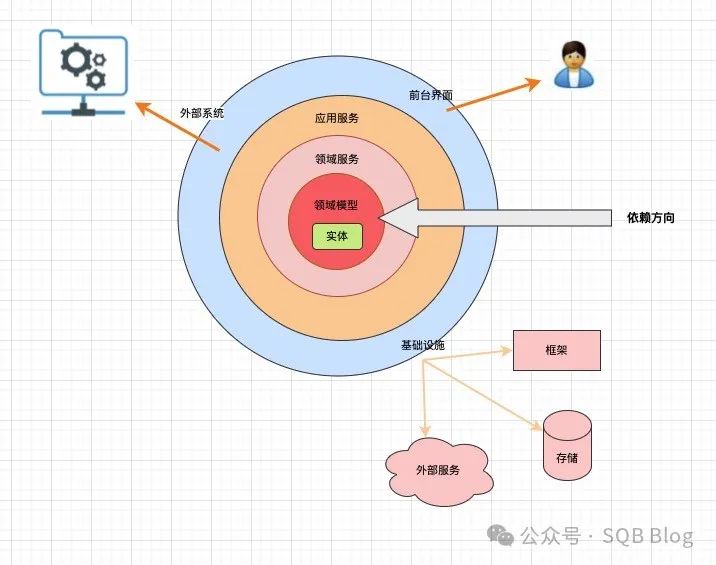 前台界面
外部系统
应用服务
领域服务
领域模型
实体
依赖方向
基础设施
框架
存储
外部服务
公众号 · SQB Blog